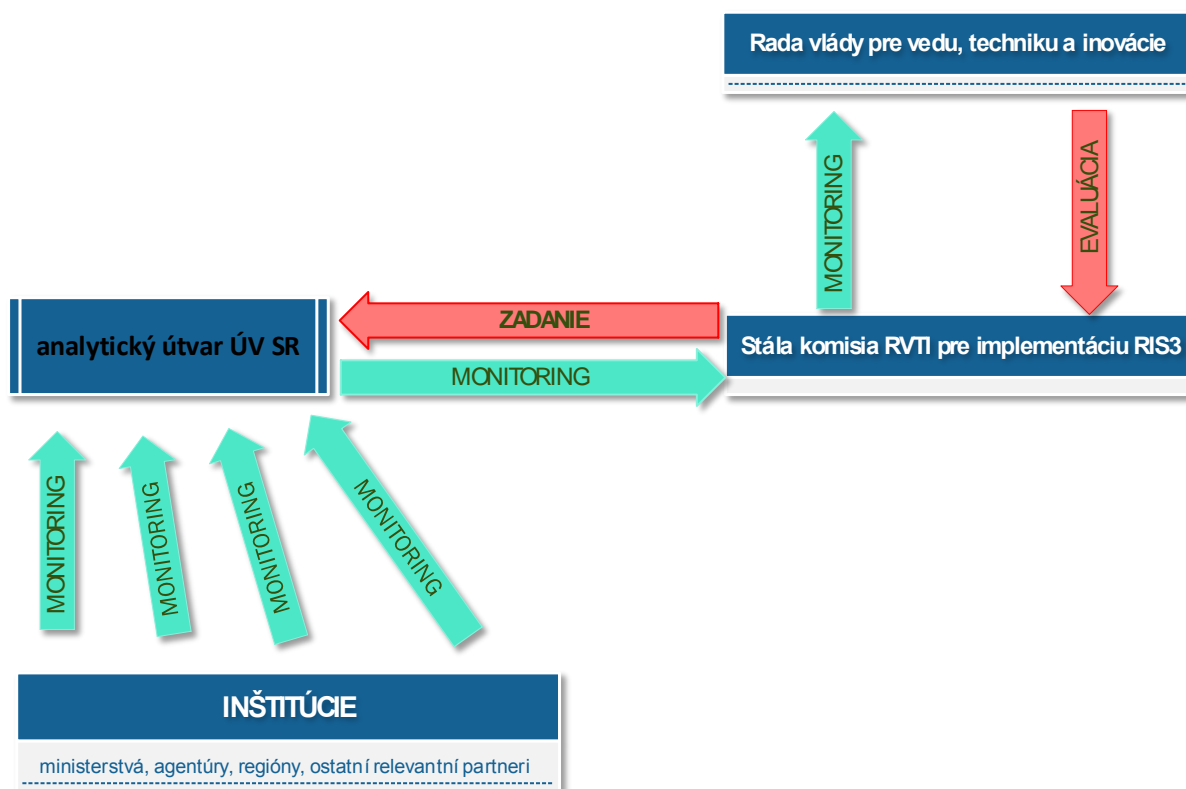 Rada vlády pre vedu, techniku a inovácie
MONITORING
EVALUÁCIA
ZADANIE
analytický útvar ÚV SR
Stála komisia RVTI pre implementáciu RIS3
MONITORING
MONITORING
MONITORING
MONITORING
MONITORING
INŠTITÚCIE
ministerstvá, agentúry, regióny, ostatní relevantní partneri